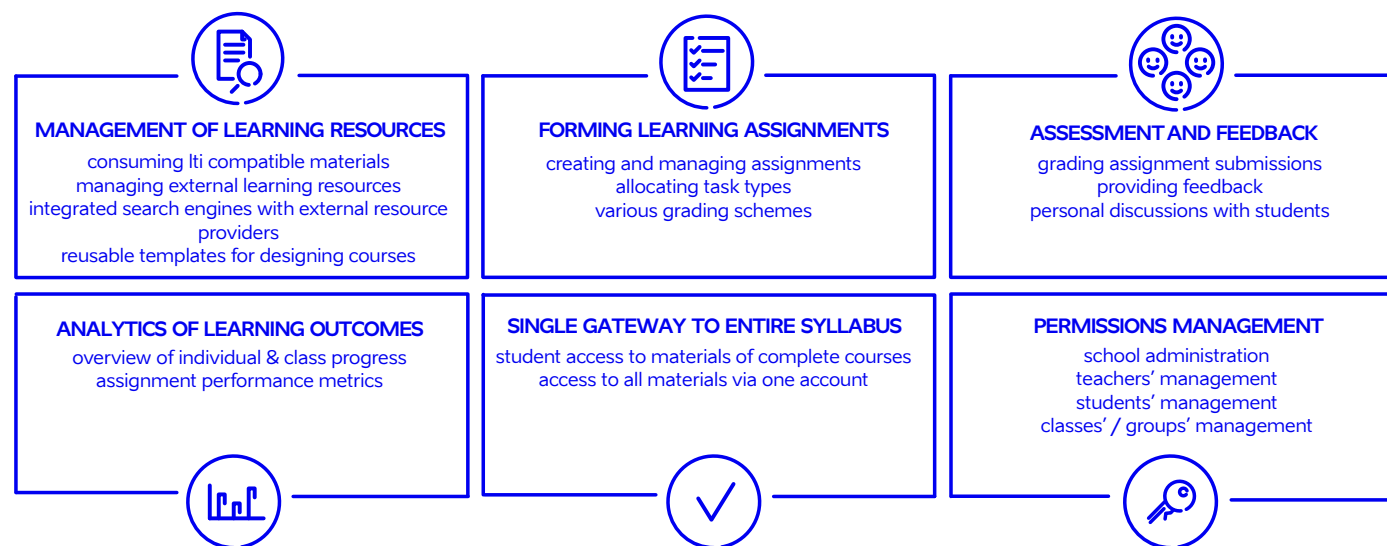 MANAGEMENT OF LEARNING RESOURCES
consuming lti compatible materials
managing external learning resources
integrated search engines with external resource
providers
reusable templates for designing courses
FORMING LEARNING ASSIGNMENTS
creating and managing assignments
allocating task types
various grading schemes
ASSESSMENT AND FEEDBACK
grading assignment submissions
providing feedback
personal discussions with students
ANALYTICS OF LEARNING OUTCOMES
overview of individual & class progress
assignment performance metrics
SINGLE GATEWAY TO ENTIRE SYLLABUS
student access to materials of complete courses
access to all materials via one account
PERMISSIONS MANAGEMENT
school administration
teachers’ management
students’ management
classes’ / groups’ management